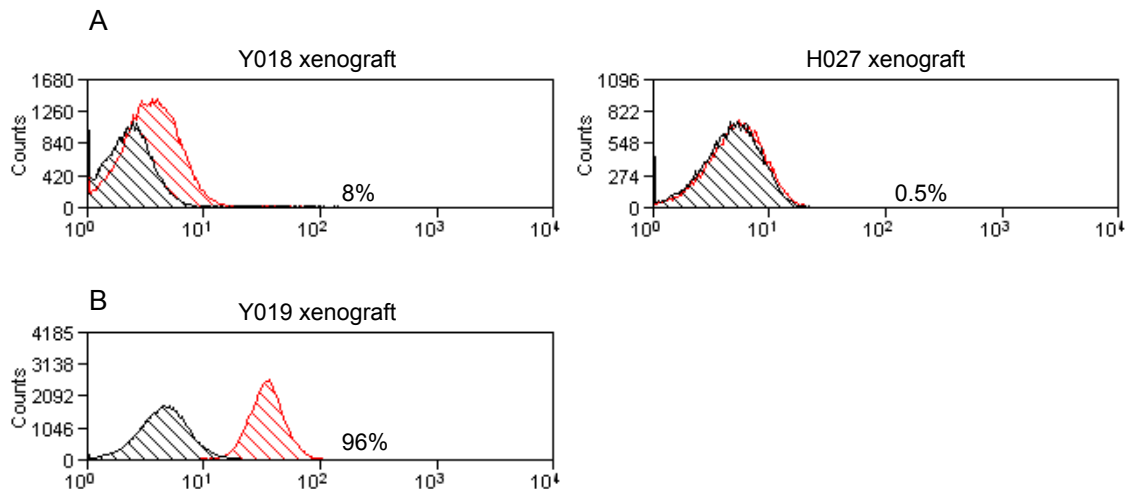 A
Y018 xenograft
1680
1260
840
420
0
Counts
8%
10⁰ 10¹ 10² 10³ 10⁴
H027 xenograft
1096
822
548
274
0
Counts
0.5%
10⁰ 10¹ 10² 10³ 10⁴
B
Y019 xenograft
4185
3138
2092
1046
0
Counts
96%
10⁰ 10¹ 10² 10³ 10⁴